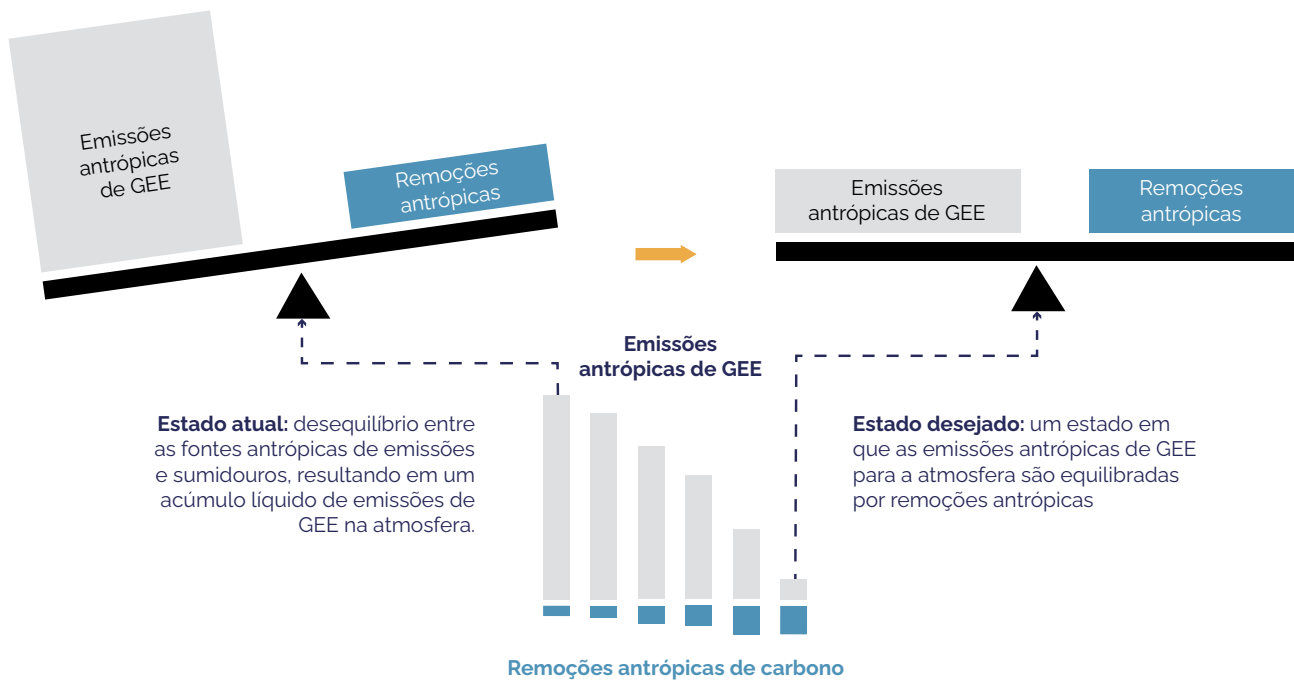 Emissões
antrópicas
de GEE
Remoções
antrópicas
Emissões
antrópicas de GEE
Remoções
antrópicas
Emissões
antrópicas de GEE
Estado atual: desequilíbrio entre
as fontes antrópicas de emissões
e sumidouros, resultando em um
acúmulo líquido de emissões de
GEE na atmosfera.
Estado desejado: um estado em
que as emissões antrópicas de GEE
para a atmosfera são equilibradas
por remoções antrópicas
Remoções antrópicas de carbono